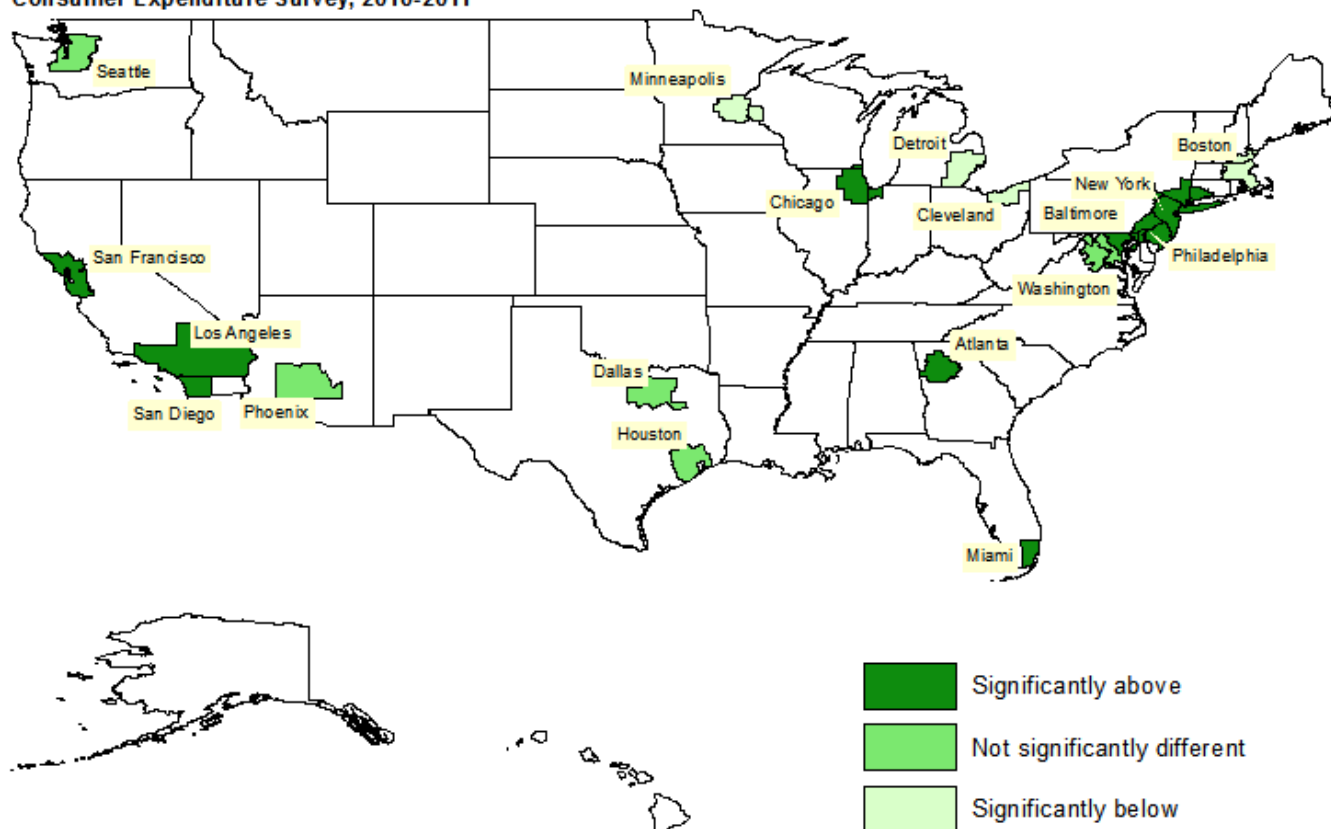 Consumer Expenditure Survey, 2010-2011
Seattle
Minneapolis
Detroit
Boston
New York
Chicago
Cleveland
Baltimore
San Francisco
Philadelphia
Washington
Los Angeles
Atlanta
Dallas
San Diego
Phoenix
Houston
Miami
Significantly above
Not significantly different
Significantly below